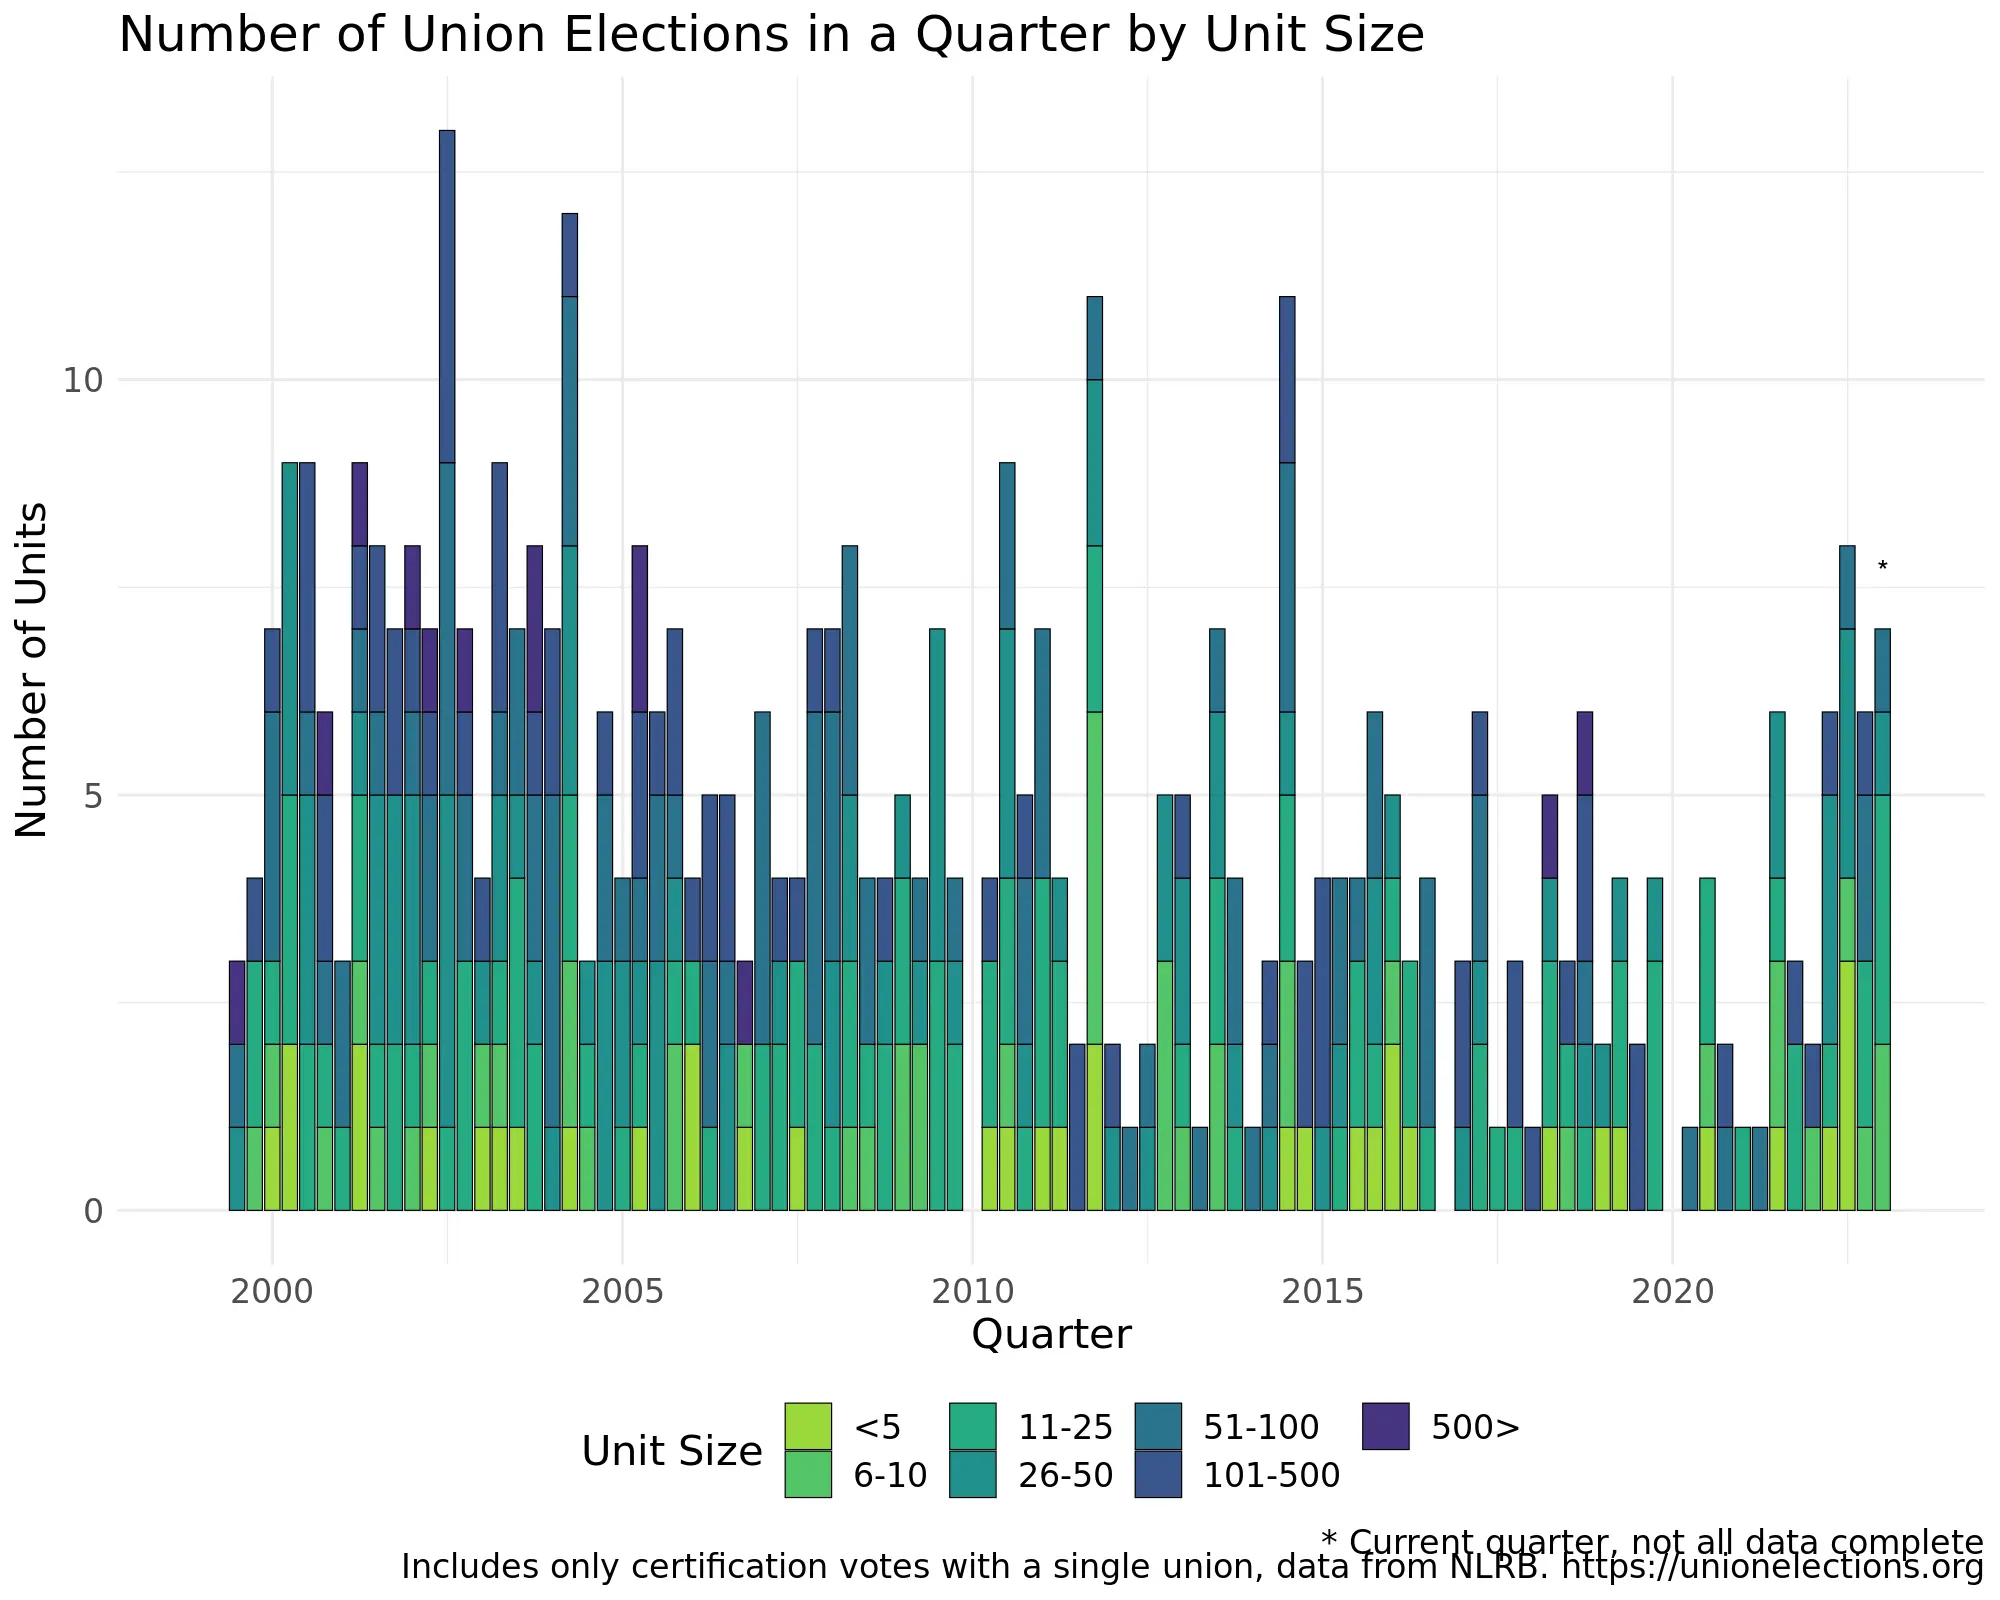 Number of Union Elections in a Quarter by Unit Size
Number of Units
10
5
0
*
2000 2005 2010 2015 2020
Quarter
Unit Size
<5 11-25 51-100 500>
6-10 26-50 101-500
* Current quarter, not all data complete
Includes only certification votes with a single union, data from NLRB. https://unionelections.org